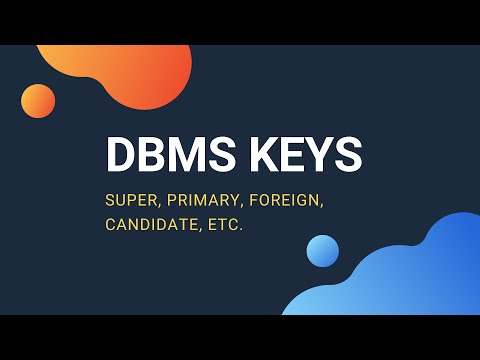 DBMS KEYS
SUPER, PRIMARY, FOREIGN,
CANDIDATE, ETC.